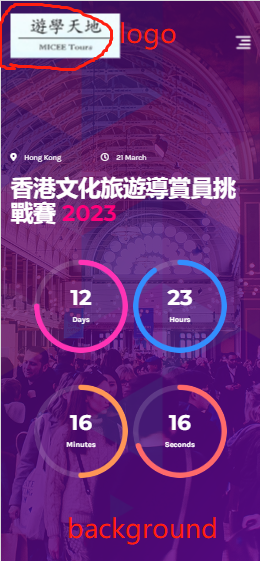 遊學天地
MICEE Tours
logo
Hong Kong
21 March
香港文化旅遊導賞員挑
戰賽 2023
12
Days
23
Hours
16
Minutes
16
Seconds
background